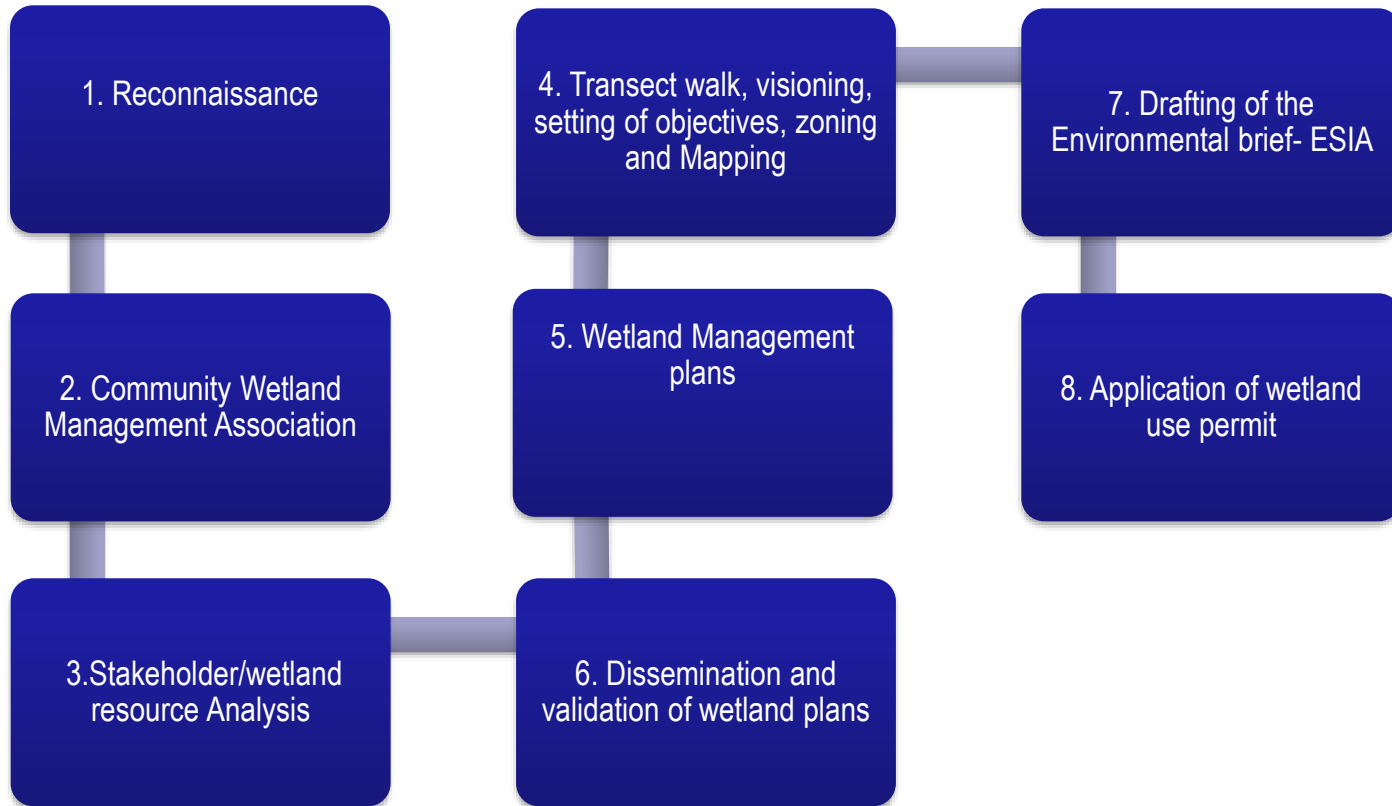 1. Reconnaissance
2. Community Wetland
Management Association
3.Stakeholder/wetland
resource Analysis
4. Transect walk, visioning,
setting of objectives, zoning
and Mapping
5. Wetland Management
plans
6. Dissemination and
validation of wetland plans
7. Drafting of the
Environmental brief- ESIA
8. Application of wetland
use permit